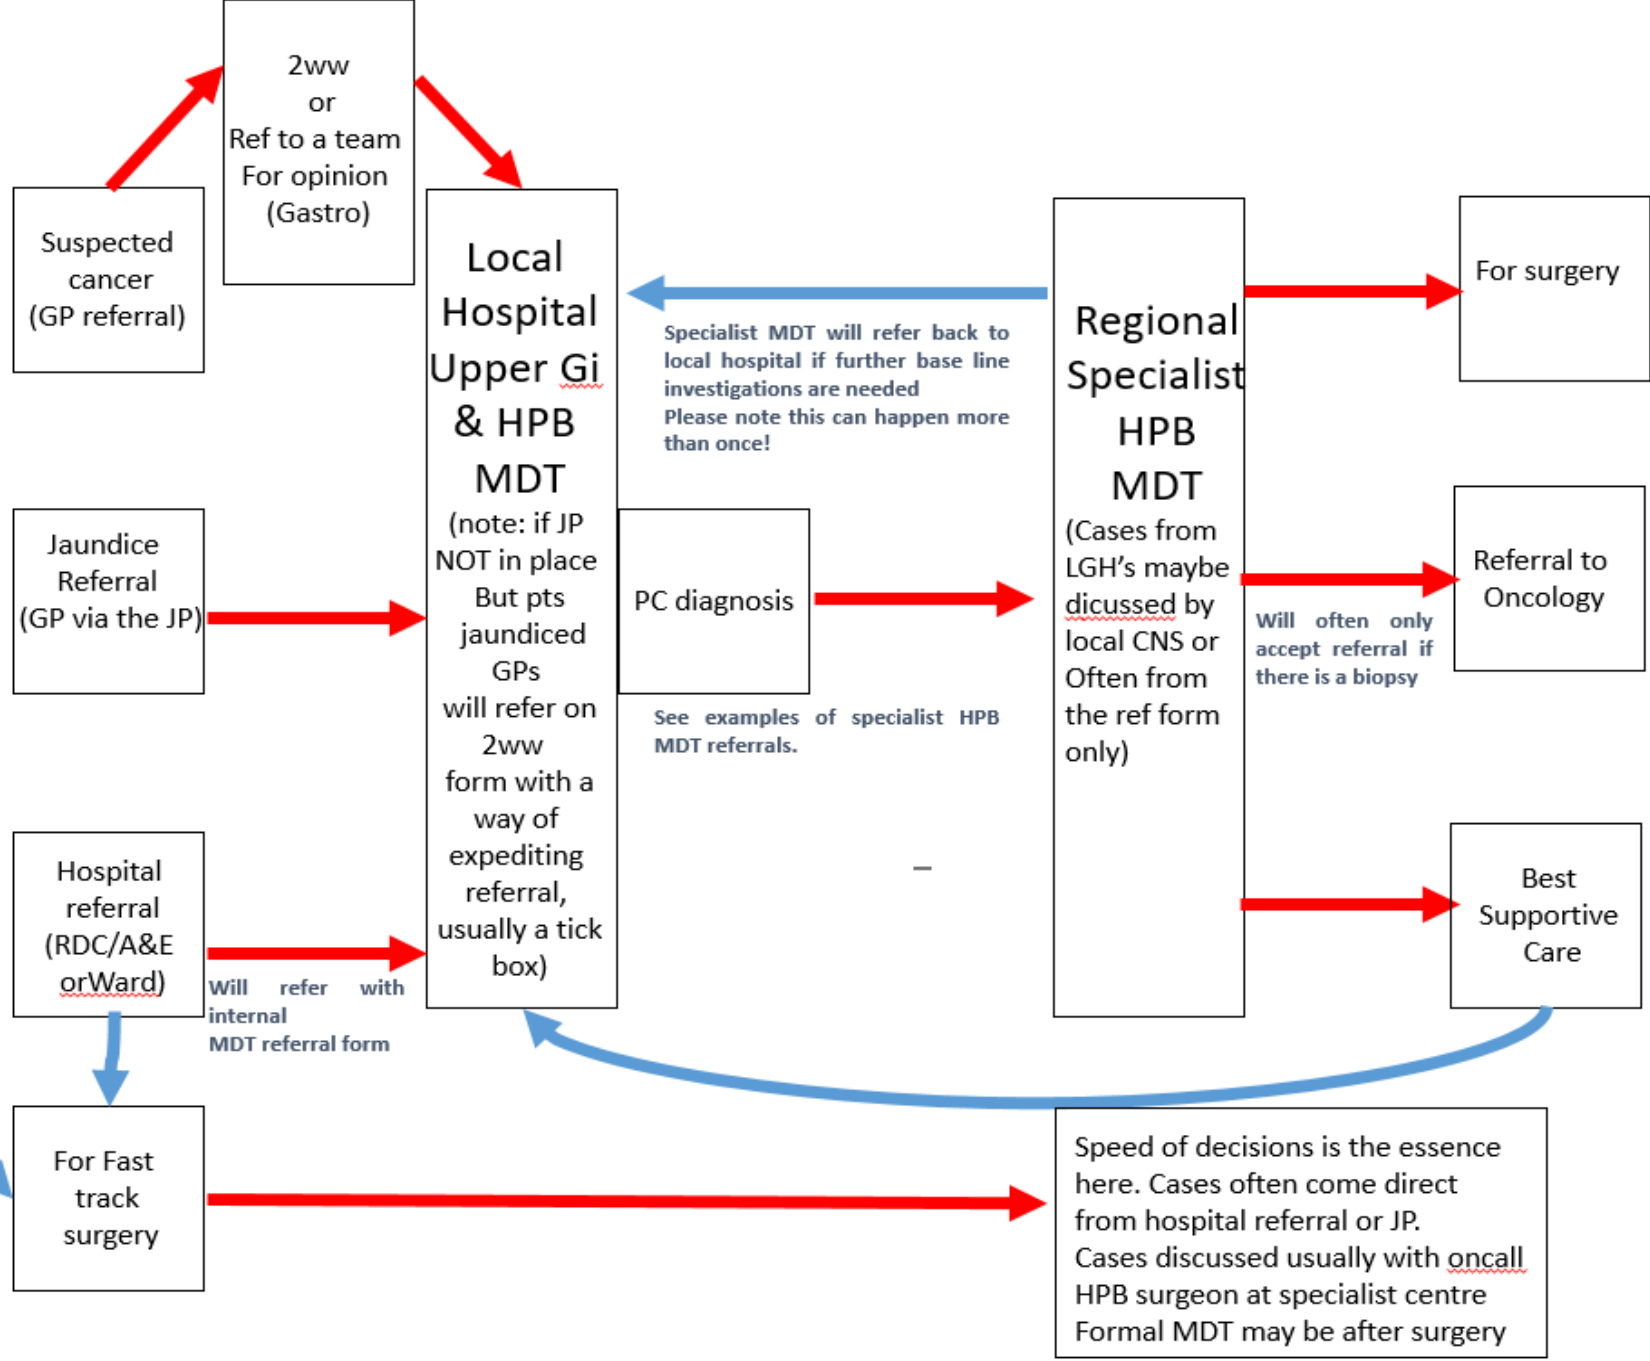 2ww
or
Ref to a team
For opinion
(Gastro)
Suspected
cancer
(GP referral)
Local
Hospital
Upper Gi
& HPB
MDT
(note: if JP
NOT in place
But pts
jaundiced
GPs
will refer on
2ww
form with a
way of
expediting
referral,
usually a tick
box)
Specialist MDT will refer back to
local hospital if further base line
investigations are needed
Please note this can happen more
than once!
Regional
Specialist
HPB
MDT
(Cases from
LGH's maybe
dicussed by
local CNS or
Often from
the ref form
only)
For surgery
Jaundice
Referral
(GP via the JP)
PC diagnosis
See examples of specialist HPB
MDT referrals.
Referral to
Oncology
Will often only
accept referral if
there is a biopsy
Hospital
referral
(RDC/A&E
orWard)
Will refer with
internal
MDT referral form
Best
Supportive
Care
For Fast
track
surgery
Speed of decisions is the essence
here. Cases often come direct
from hospital referral or JP.
Cases discussed usually with oncall
HPB surgeon at specialist centre
Formal MDT may be after surgery